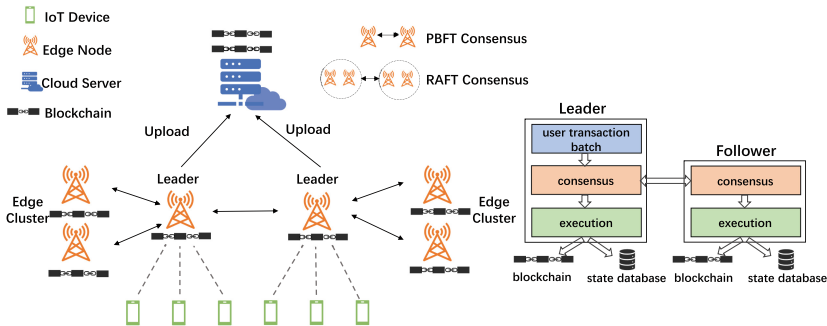 IoT Device
Edge Node
Cloud Server
Blockchain
PBFT Consensus
RAFT Consensus
Upload
Upload
Leader
Leader
Edge
Cluster
Edge
Cluster
Leader
user transaction
batch
consensus
execution
blockchain
state database
Follower
consensus
execution
blockchain
state database